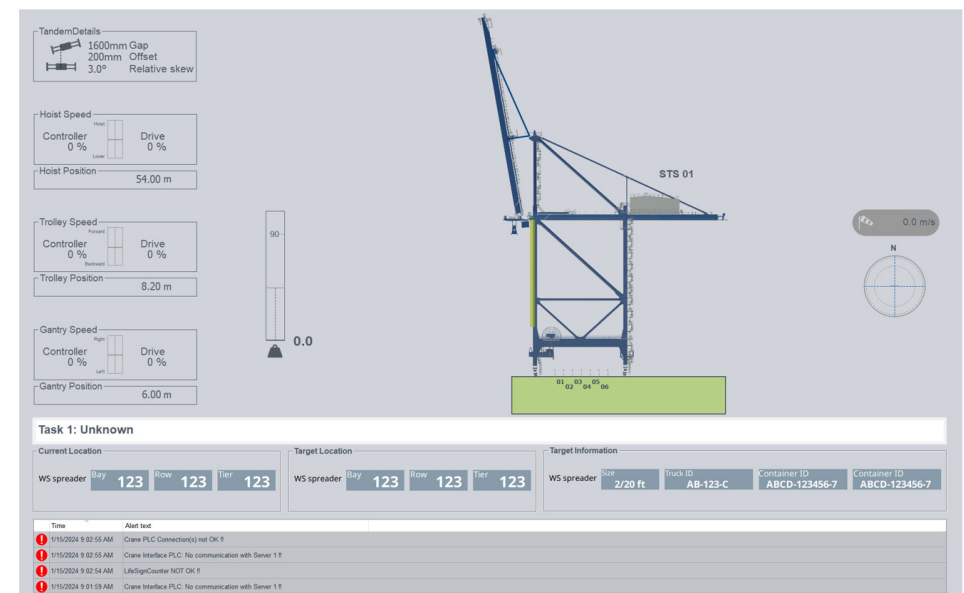 TandemDetails
1600mm Gap
200mm Offset
3.0° Relative skew
Hoist Speed
Hoist
Controller Drive
0 % 0 %
Lower
Hoist Position
54.00 m
Trolley Speed
Forward
Controller Drive
0 % 0 %
Backward
Trolley Position
8.20 m
Gantry Speed
Right
Controller Drive
0 % 0 %
Left
Gantry Position
6.00 m
90
0.0
STS 01
01 03 05
02 04 06
0.0 m/s
N
Task 1: Unknown
Current Location
WS spreader Bay 123 Row 123 Tier 123
Target Location
WS spreader Bay 123 Row 123 Tier 123
Target Information
WS spreader Size 2/20 ft Truck ID AB-123-C Container ID ABCD-123456-7 Container ID ABCD-123456-7
Time Alert text
1/15/2024 9:02:55 AM Crane PLC Connection(s) not OK !!
1/15/2024 9:02:55 AM Crane Interface PLC: No communication with Server 1 !!
1/15/2024 9:02:54 AM LifeSignCounter NOT OK !!
1/15/2024 9:01:59 AM Crane Interface PLC: No communication with Server 1 !!